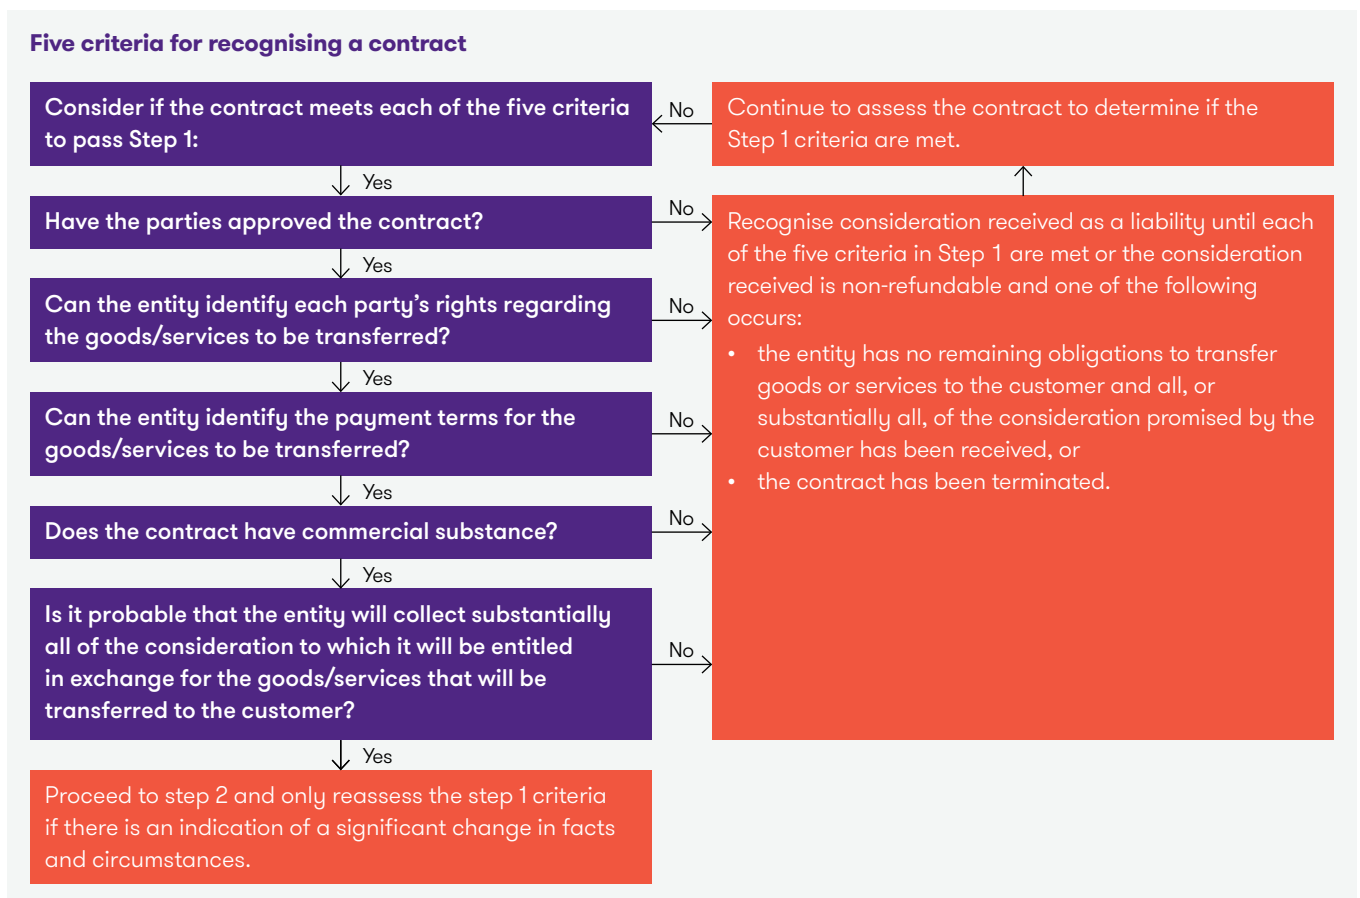 Five criteria for recognising a contract
Consider if the contract meets each of the five criteria
to pass Step 1:
No
Continue to assess the contract to determine if the
Step 1 criteria are met.
Yes
Have the parties approved the contract?
No
Yes
Can the entity identify each party’s rights regarding
the goods/services to be transferred?
No
Yes
Can the entity identify the payment terms for the
goods/services to be transferred?
No
Yes
Does the contract have commercial substance?
No
Yes
Is it probable that the entity will collect substantially
all of the consideration to which it will be entitled
in exchange for the goods/services that will be
transferred to the customer?
No
Recognise consideration received as a liability until each
of the five criteria in Step 1 are met or the consideration
received is non-refundable and one of the following
occurs:
• the entity has no remaining obligations to transfer
goods or services to the customer and all, or
substantially all, of the consideration promised by the
customer has been received, or
• the contract has been terminated.
Yes
Proceed to step 2 and only reassess the step 1 criteria
if there is an indication of a significant change in facts
and circumstances.